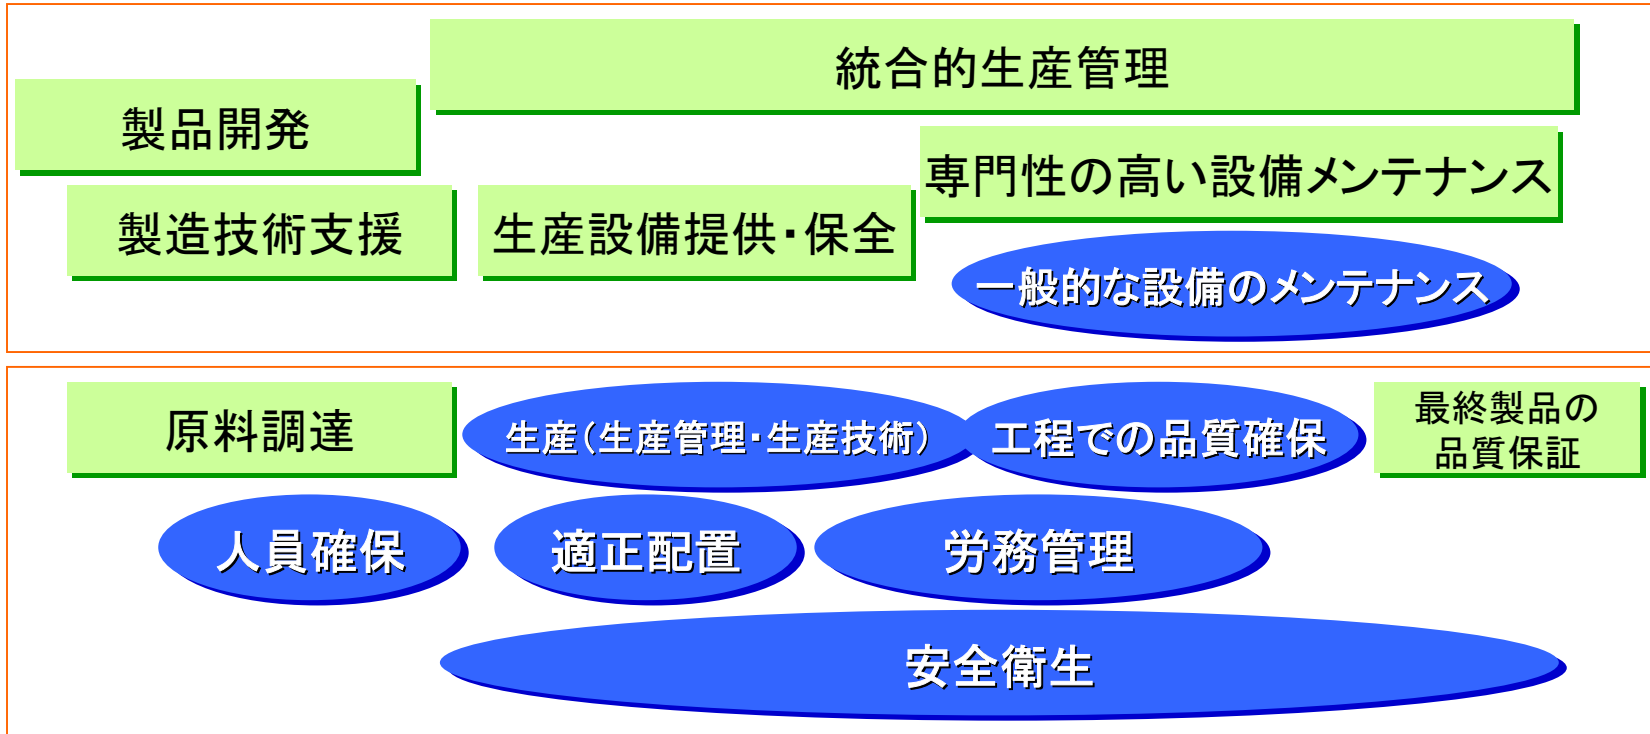 統合的生産管理
製品開発
専門性の高い設備メンテナンス
製造技術支援
生産設備提供・保全
一般的な設備のメンテナンス
原料調達
生産(生産管理・生産技術)
工程での品質確保
最終製品の
品質保証
人員確保
適正配置
労務管理
安全衛生